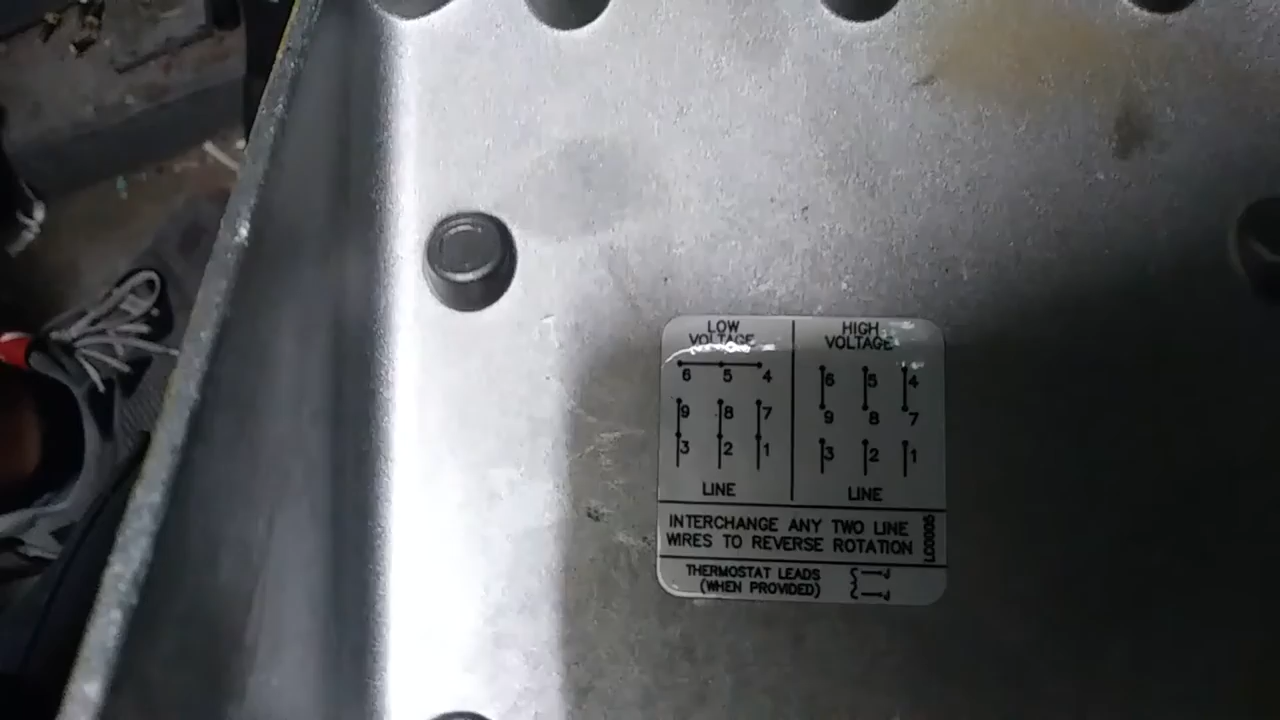 LOW
VOLTAGE
6 5 4
9 8 7
3 2 1
LINE
HIGH
VOLTAGE
6 5 4
9 8 7
3 2 1
LINE
INTERCHANGE ANY TWO LINE
WIRES TO REVERSE ROTATION
LC0006
THERMOSTAT LEADS
(WHEN PROVIDED)
J
J